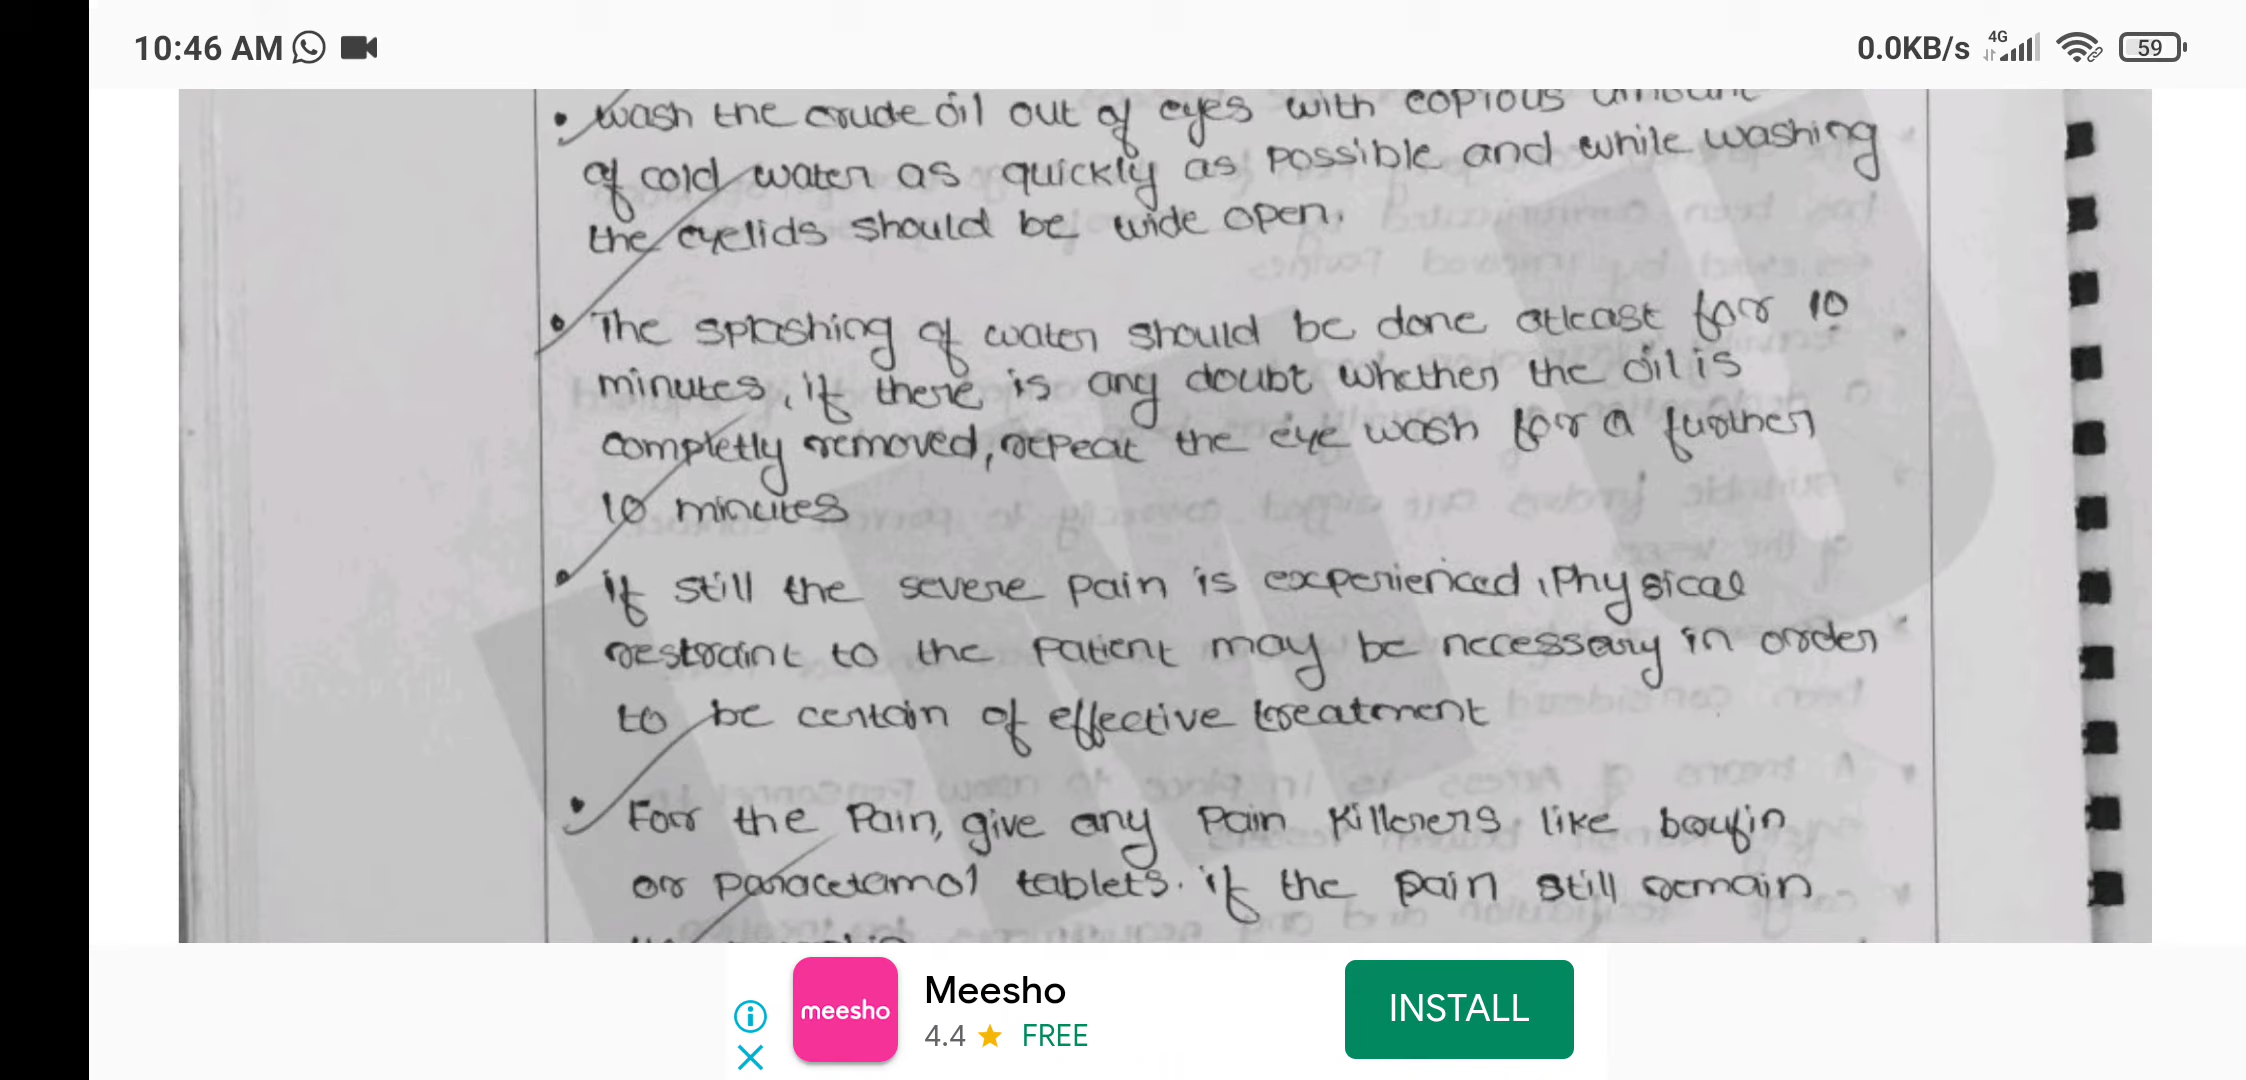 10:46 AM
0.0KB/s 4G 59
• wash the crude oil out of eyes with copious amount
of cold water as quickly as possible and while washing
the eyelids should be wide open.
• The splashing of water should be done atleast for 10
minutes, if there is any doubt whether the oil is
completly removed, repeat the eye wash for a further
10 minutes
• if still the severe pain is experienced, Physical
restraint to the patient may be necessary in order
to be certain of effective treatment
• For the Pain, give any Pain Killerers like
or paracetamol tablets. if the pain still remain
meesho
Meesho
4.4 ★ FREE
INSTALL